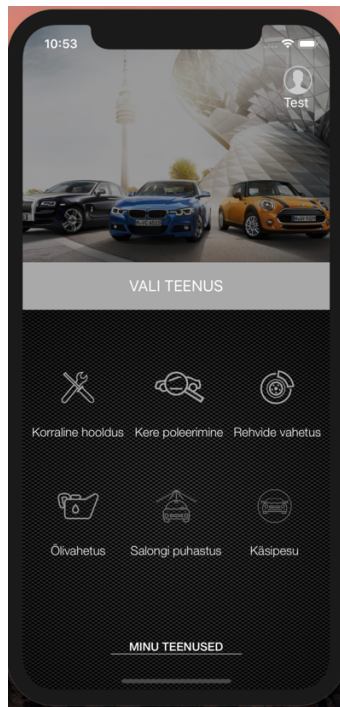 10:53
Test
VALI TEENUS
Korraline hooldus Kere poleerimine Rehvide vahetus
Õlivahetus Salongi puhastus Käsipesu
MINU TEENUSED